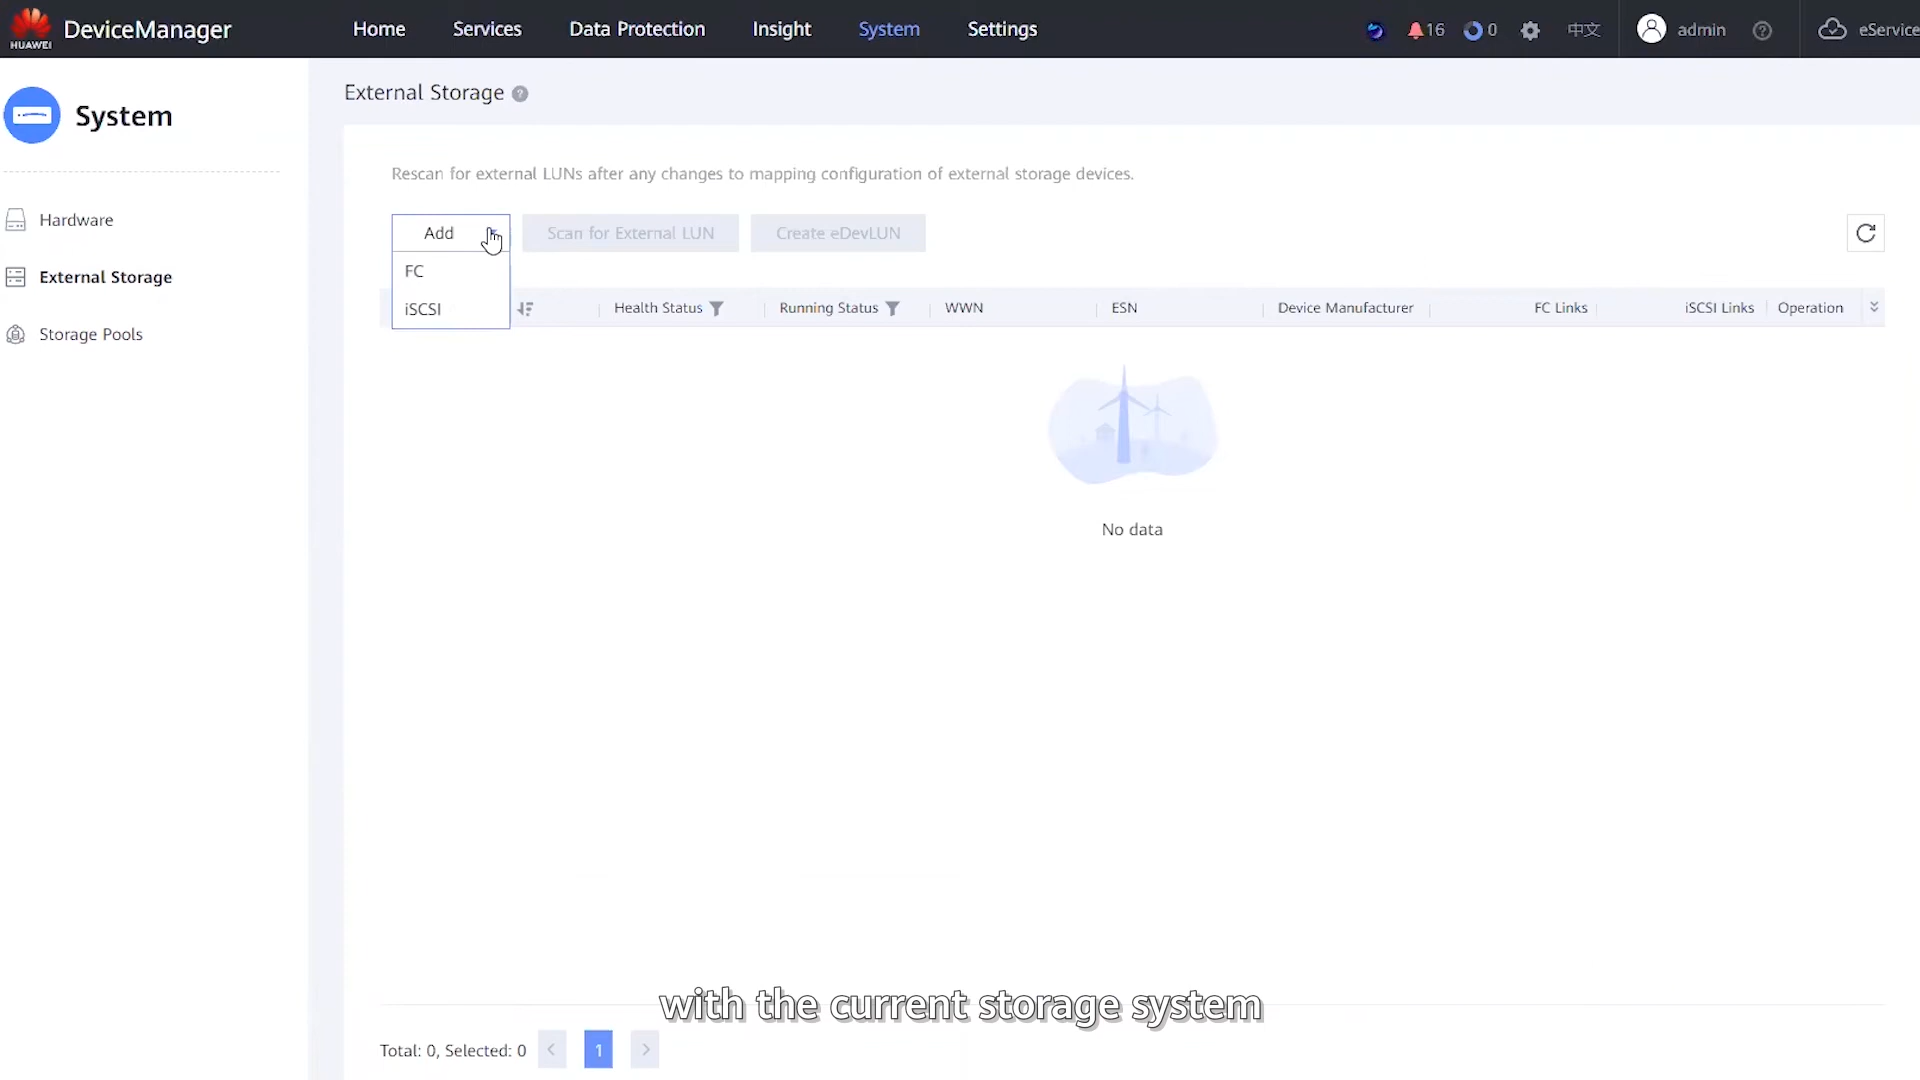 HUAWEI DeviceManager Home Services Data Protection Insight System Settings 16 0 中文 admin eService
System
Hardware
External Storage
Storage Pools
External Storage
Rescan for external LUNs after any changes to mapping configuration of external storage devices.
Add Scan for External LUN Create eDevLUN
FC
iSCSI
Health Status Running Status WWN ESN Device Manufacturer FC Links iSCSI Links Operation
No data
with the current storage system
Total: 0, Selected: 0 1